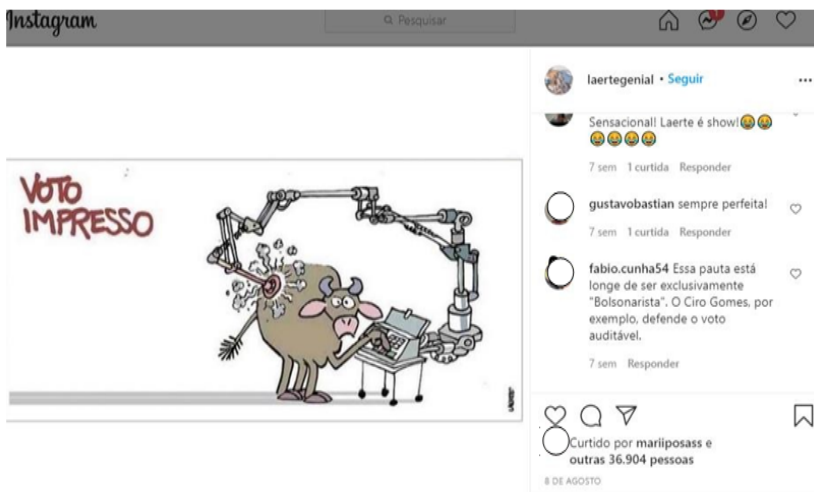 Instagram
Pesquisar
1
laertegenial • Seguir
VOTO
IMPRESSO
Sensacional! Laerte é show!😂😂
😂😂😂😂
7 sem 1 curtida Responder
gustavobastian sempre perfeita!
7 sem 1 curtida Responder
fabio.cunha54 Essa pauta está
longe de ser exclusivamente
"Bolsonarista". O Ciro Gomes, por
exemplo, defende o voto
auditável.
7 sem Responder
Curtido por mariiposass e
outras 36.904 pessoas
8 DE AGOSTO
LAERTE